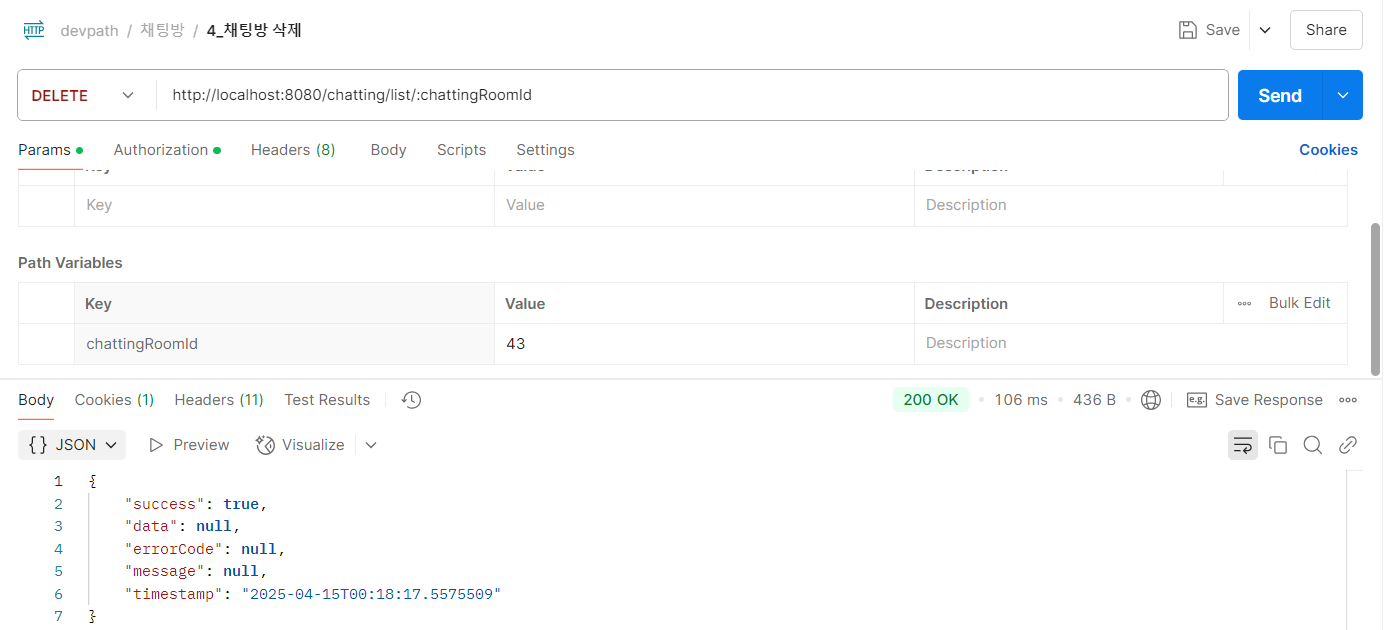 HTTP devpath / 채팅방 / 4_채팅방 삭제 Save Share
DELETE http://localhost:8080/chatting/list/:chattingRoomId Send
Params Authorization Headers (8) Body Scripts Settings Cookies
Key Value Description
Key Value Description
Path Variables
Key Value Description Bulk Edit
chattingRoomId 43 Description
Body Cookies (1) Headers (11) Test Results 200 OK 106 ms 436 B e.g. Save Response
{} JSON Preview Visualize
1 {
2 "success": true,
3 "data": null,
4 "errorCode": null,
5 "message": null,
6 "timestamp": "2025-04-15T00:18:17.5575509"
7 }